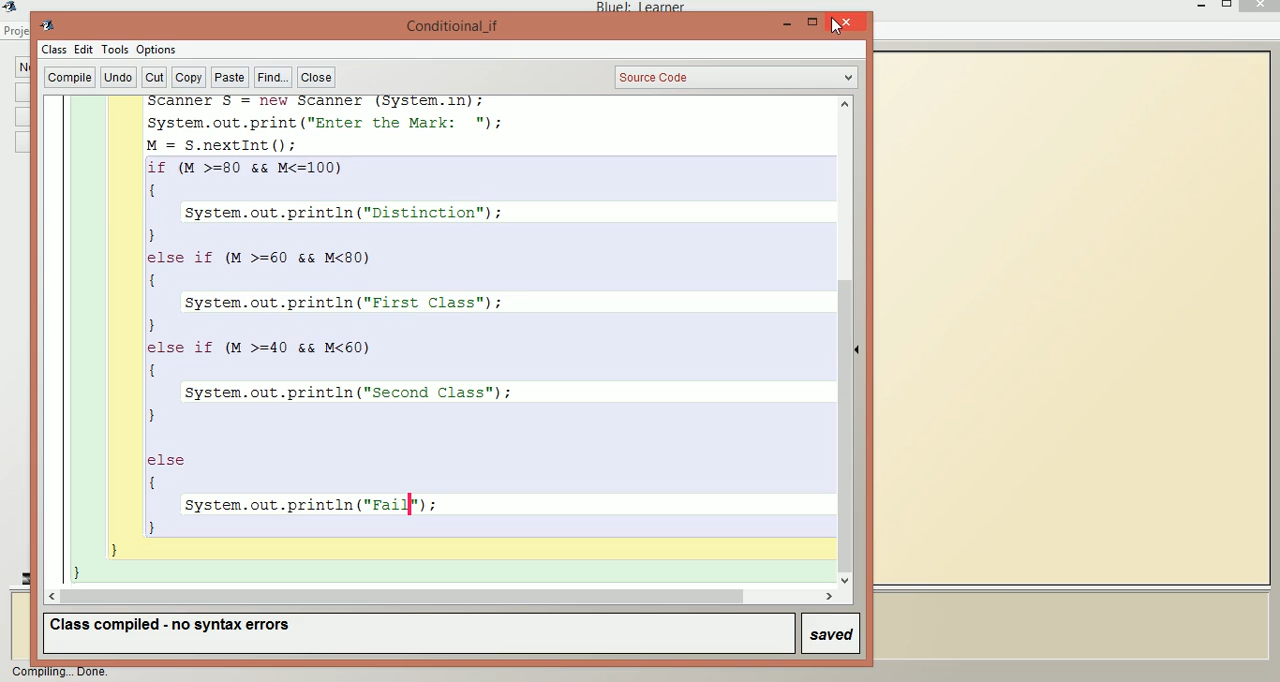 BlueJ: Learner
Proje
Conditioinal_if
Class Edit Tools Options
Compile Undo Cut Copy Paste Find... Close Source Code
Scanner S = new Scanner (System.in);
System.out.print("Enter the Mark:  ");
M = S.nextInt();
if (M >=80 && M<=100)
{
System.out.println("Distinction");
}
else if (M >=60 && M<80)
{
System.out.println("First Class");
}
else if (M >=40 && M<60)
{
System.out.println("Second Class");
}
else
{
System.out.println("Fail");
}
}
}
Class compiled - no syntax errors
saved
Compiling... Done.